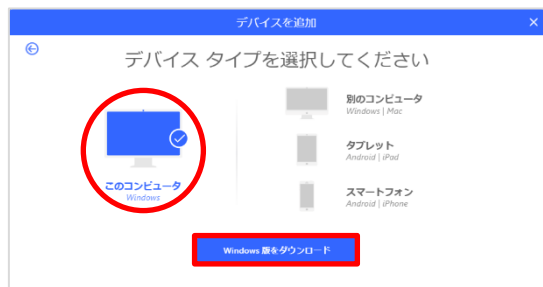 デバイスを追加
デバイス タイプを選択してください
このコンピュータ
Windows
別のコンピュータ
Windows | Mac
タブレット
Android | iPad
スマートフォン
Android | iPhone
Windows 版をダウンロード